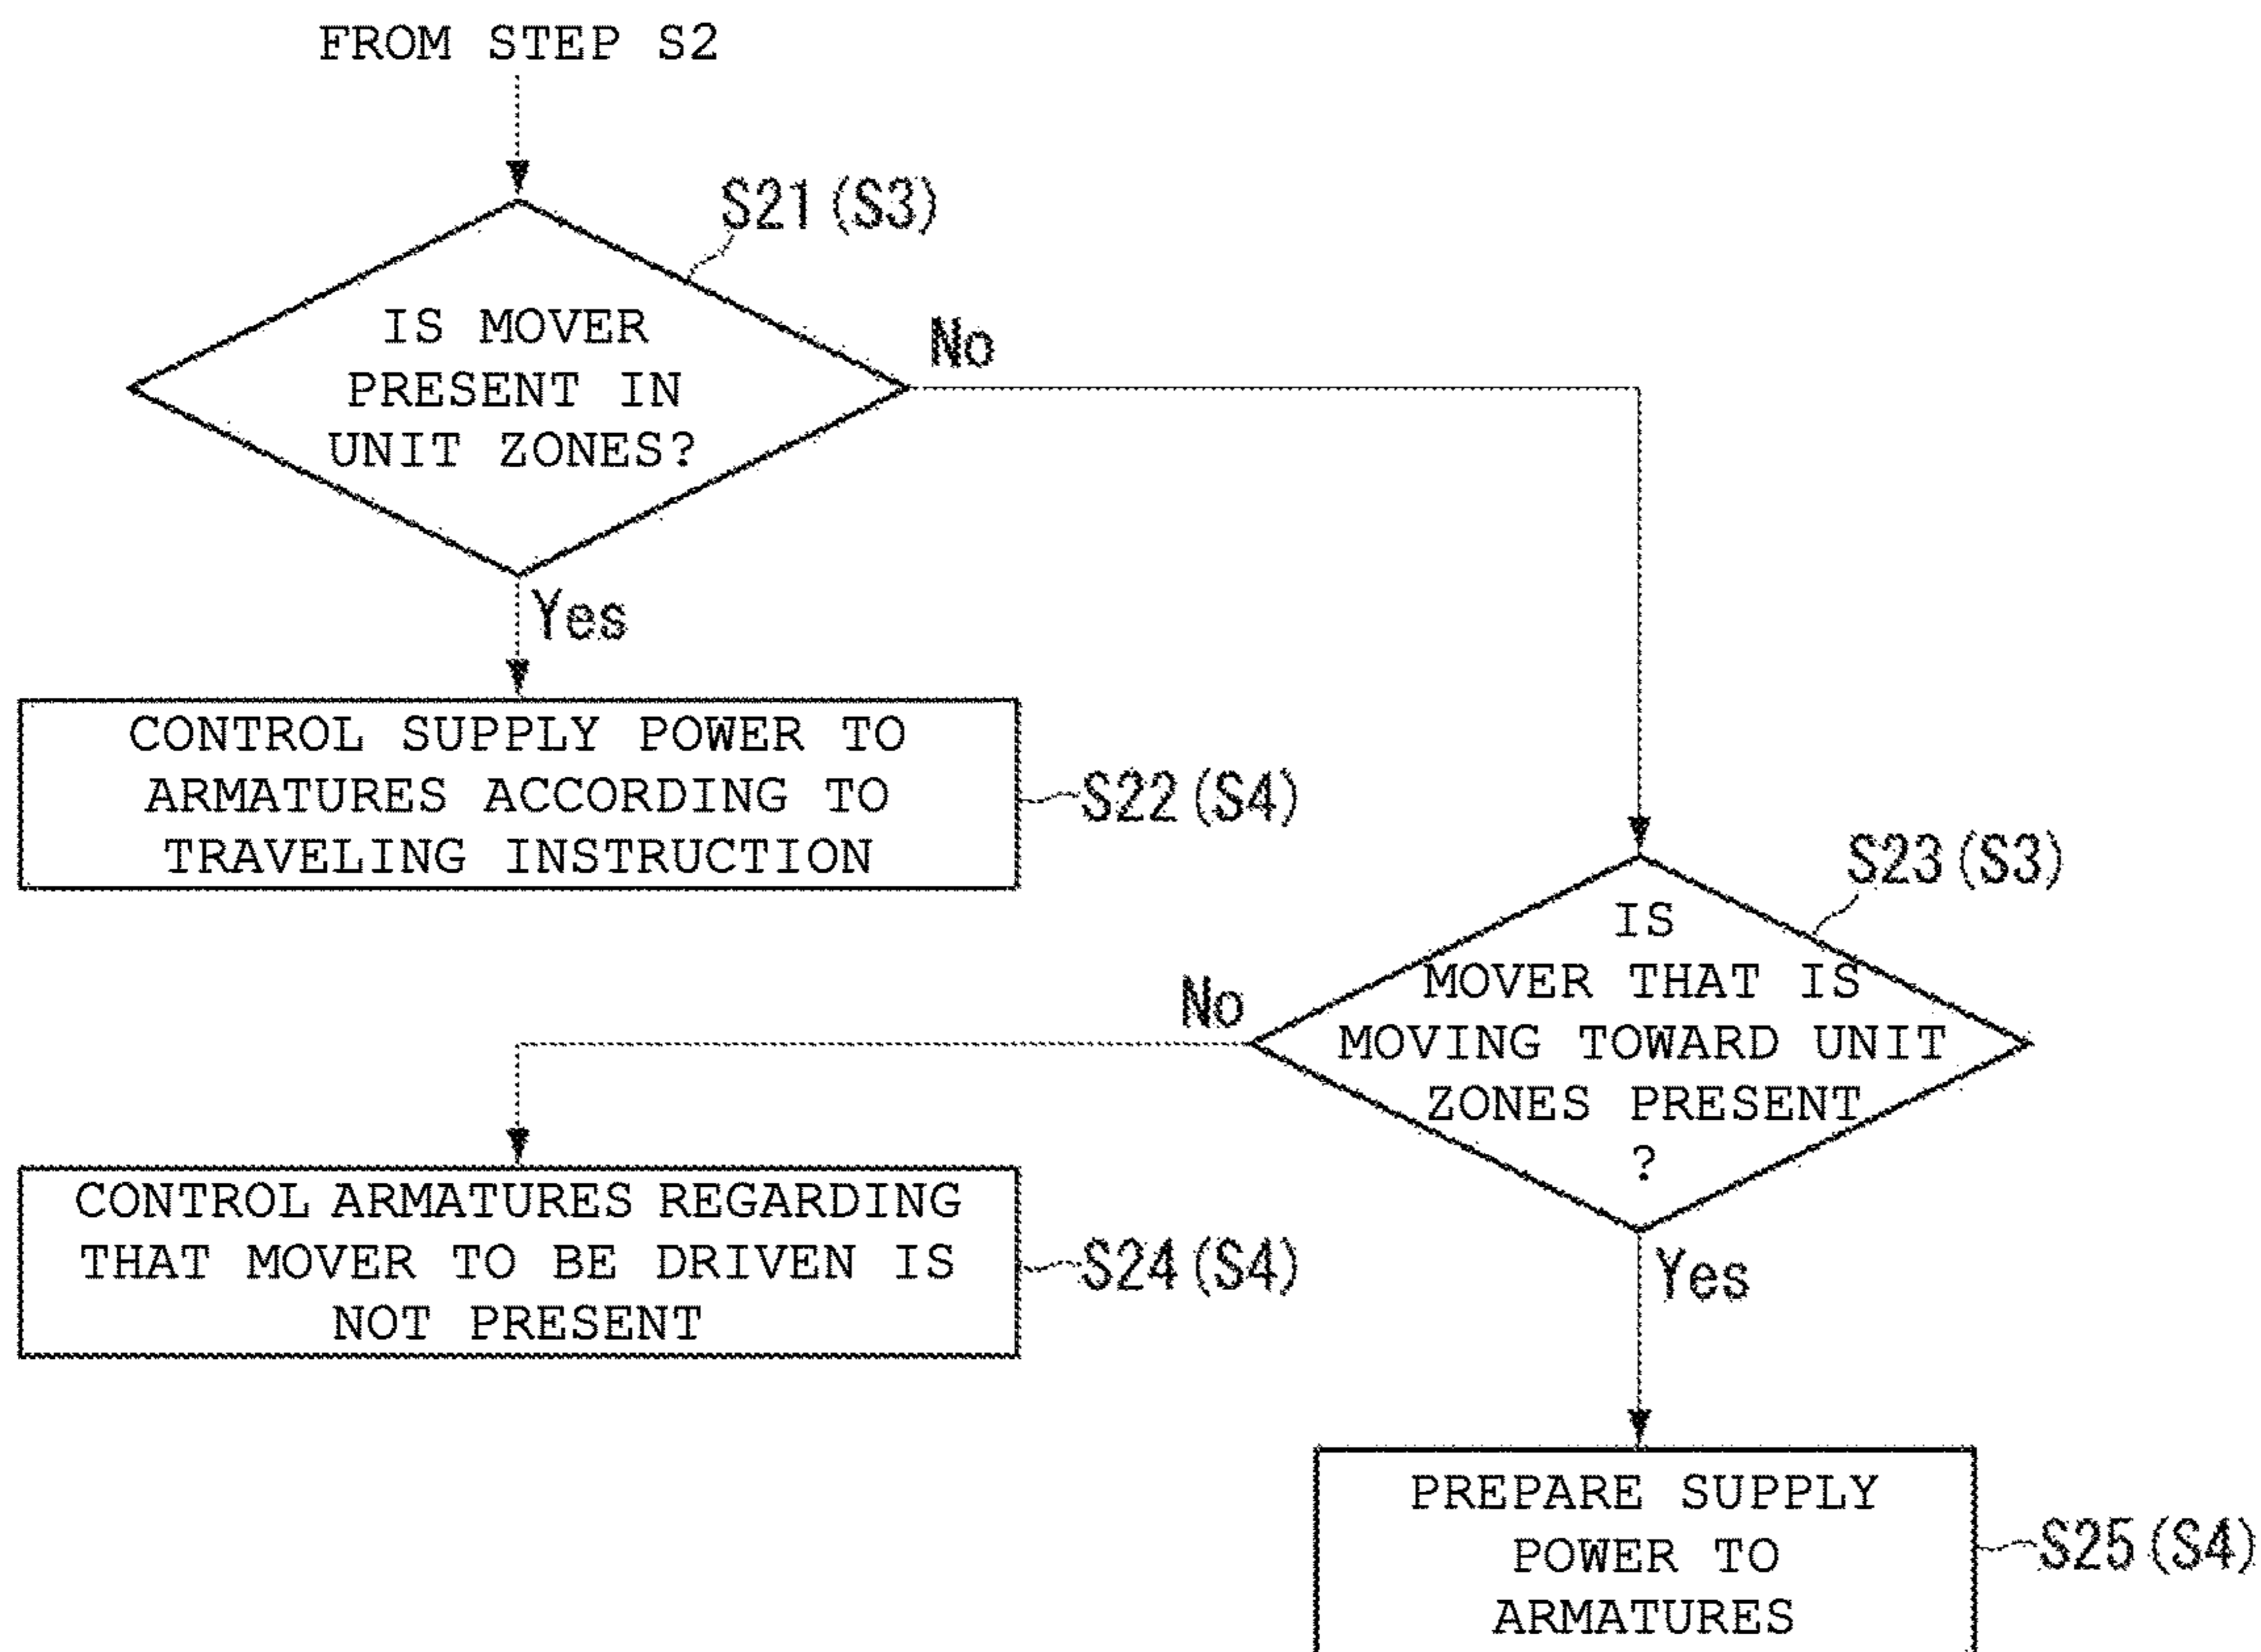 FROM STEP S2
S21(S3)
IS MOVER
PRESENT IN
UNIT ZONES?
No
Yes
CONTROL SUPPLY POWER TO
ARMATURES ACCORDING TO
TRAVELING INSTRUCTION
S22(S4)
S23(S3)
IS
MOVER THAT IS
MOVING TOWARD UNIT
ZONES PRESENT
?
No
Yes
CONTROL ARMATURES REGARDING
THAT MOVER TO BE DRIVEN IS
NOT PRESENT
S24(S4)
PREPARE SUPPLY
POWER TO
ARMATURES
S25(S4)